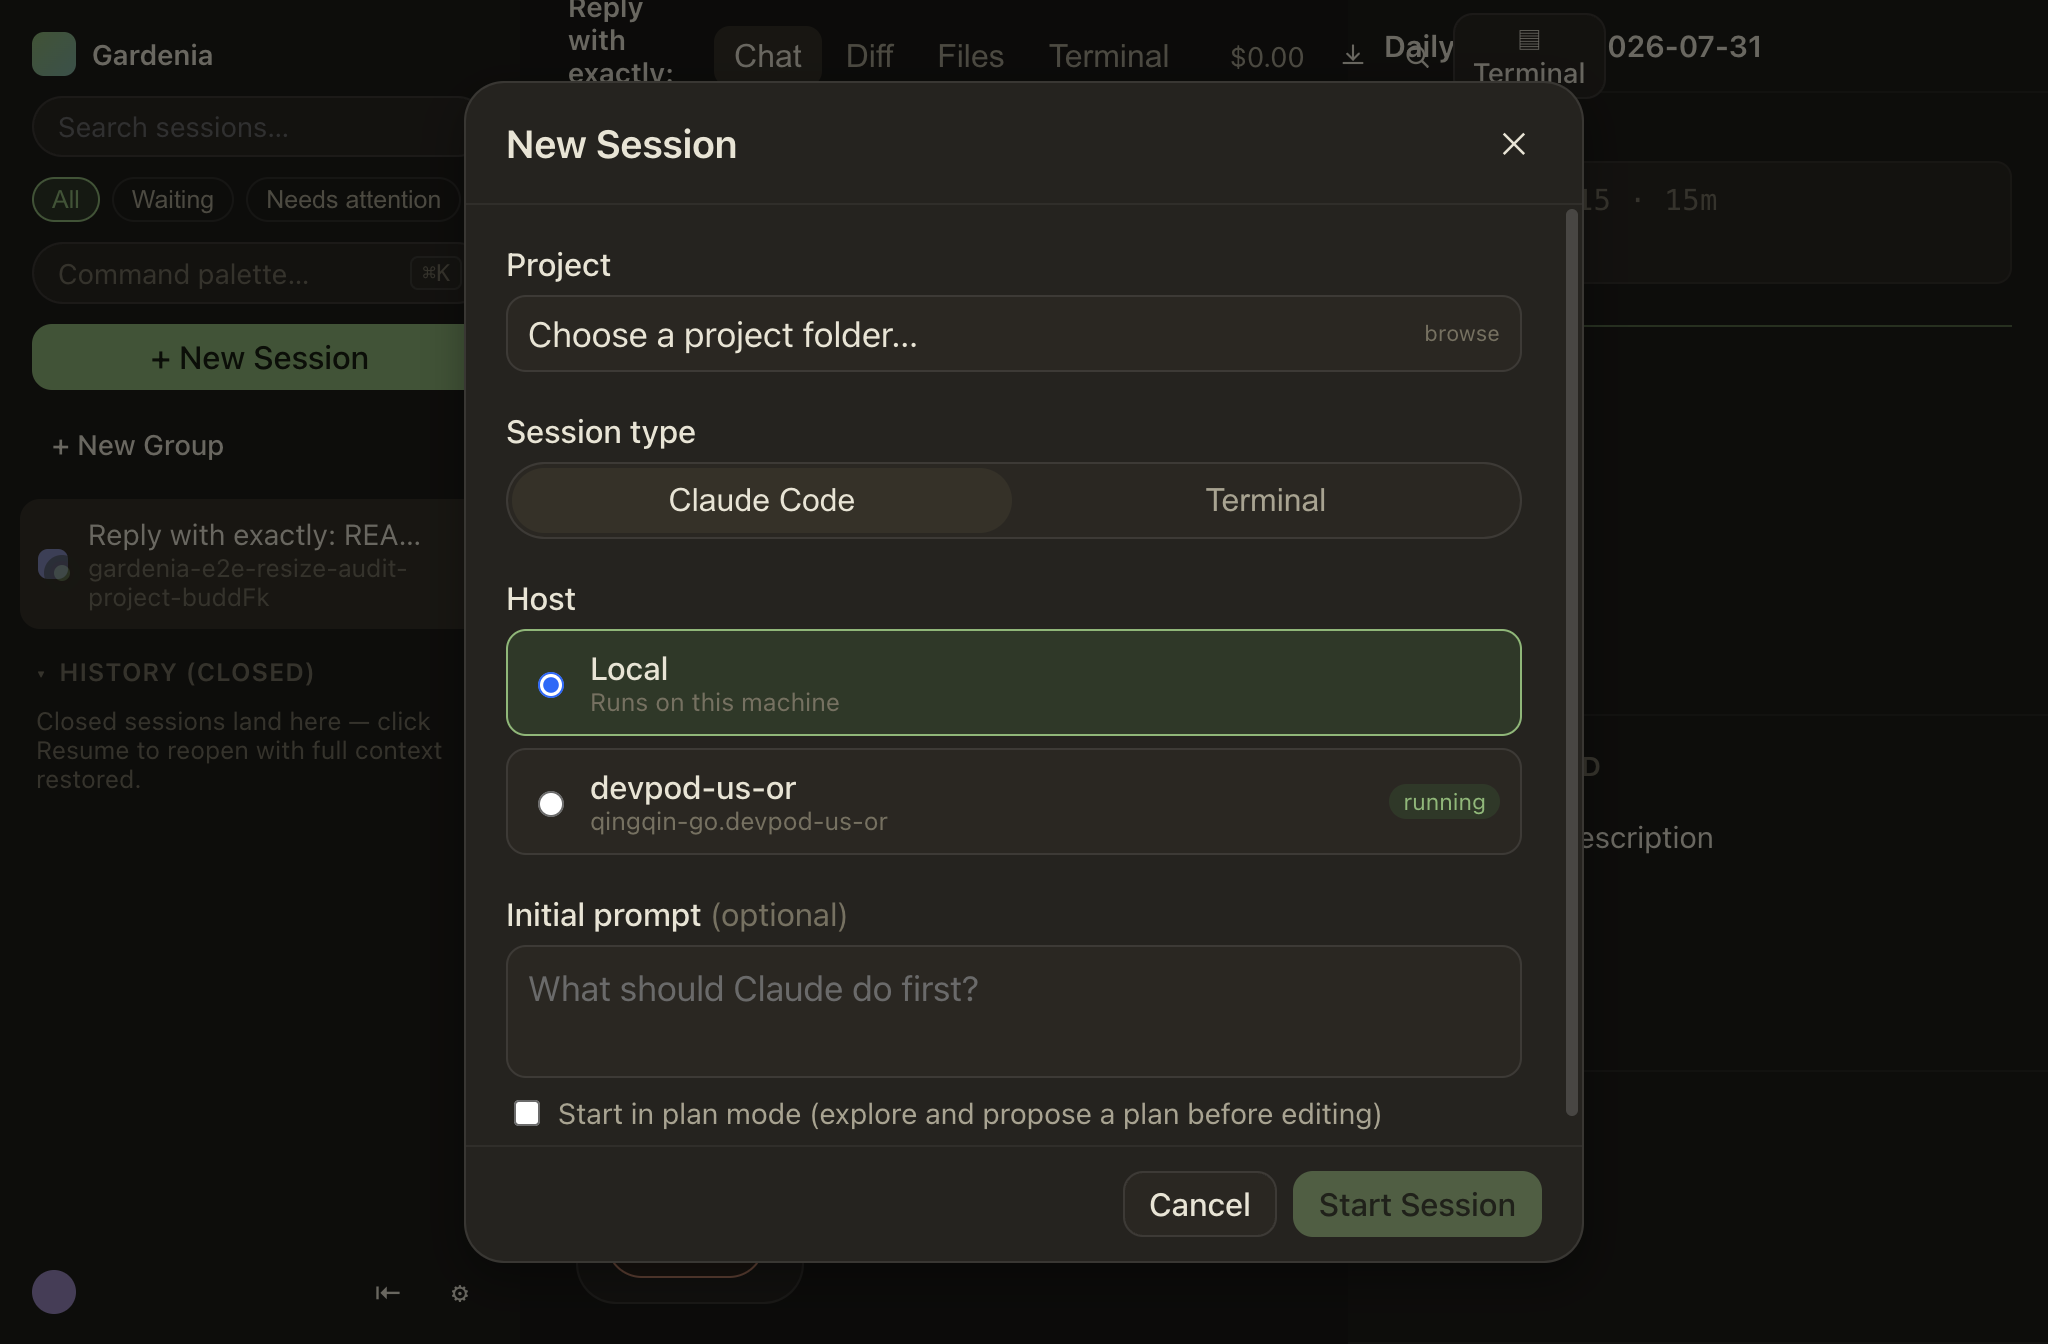 Gardenia
Search sessions...
All
Waiting
Needs attention
Command palette...
⌘K
+ New Session
+ New Group
Reply with exactly: REA...
gardenia-e2e-resize-audit-
project-buddFk
▾ HISTORY (CLOSED)
Closed sessions land here — click
Resume to reopen with full context
restored.
Reply
with
exactly:
Chat
Diff
Files
Terminal
$0.00
Daily
Terminal
026-07-31
15 · 15m
D
escription
New Session
Project
Choose a project folder...
browse
Session type
Claude Code
Terminal
Host
Local
Runs on this machine
devpod-us-or
qingqin-go.devpod-us-or
running
Initial prompt (optional)
What should Claude do first?
Start in plan mode (explore and propose a plan before editing)
Cancel
Start Session